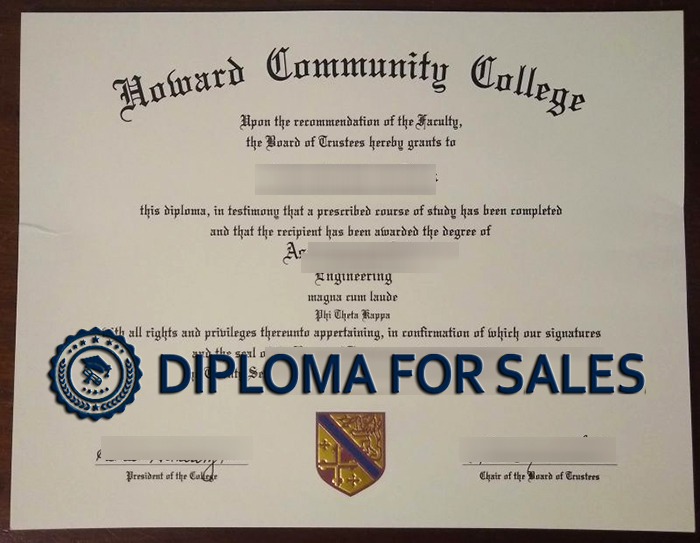 Howard Community College
Upon the recommendation of the Faculty,
the Board of Trustees hereby grants to
this diploma, in testimony that a prescribed course of study has been completed
and that the recipient has been awarded the degree of
Engineering
magna cum laude
Phi Theta Kappa
all rights and privileges thereunto appertaining, in confirmation of which our signatures
and the seal
DIPLOMA FOR SALES
President of the College
Chair of the Board of Trustees